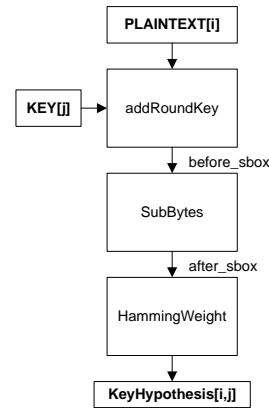 PLAINTEXT[i]
KEY[j]
addRoundKey
before_sbox
SubBytes
after_sbox
HammingWeight
KeyHypothesis[i,j]